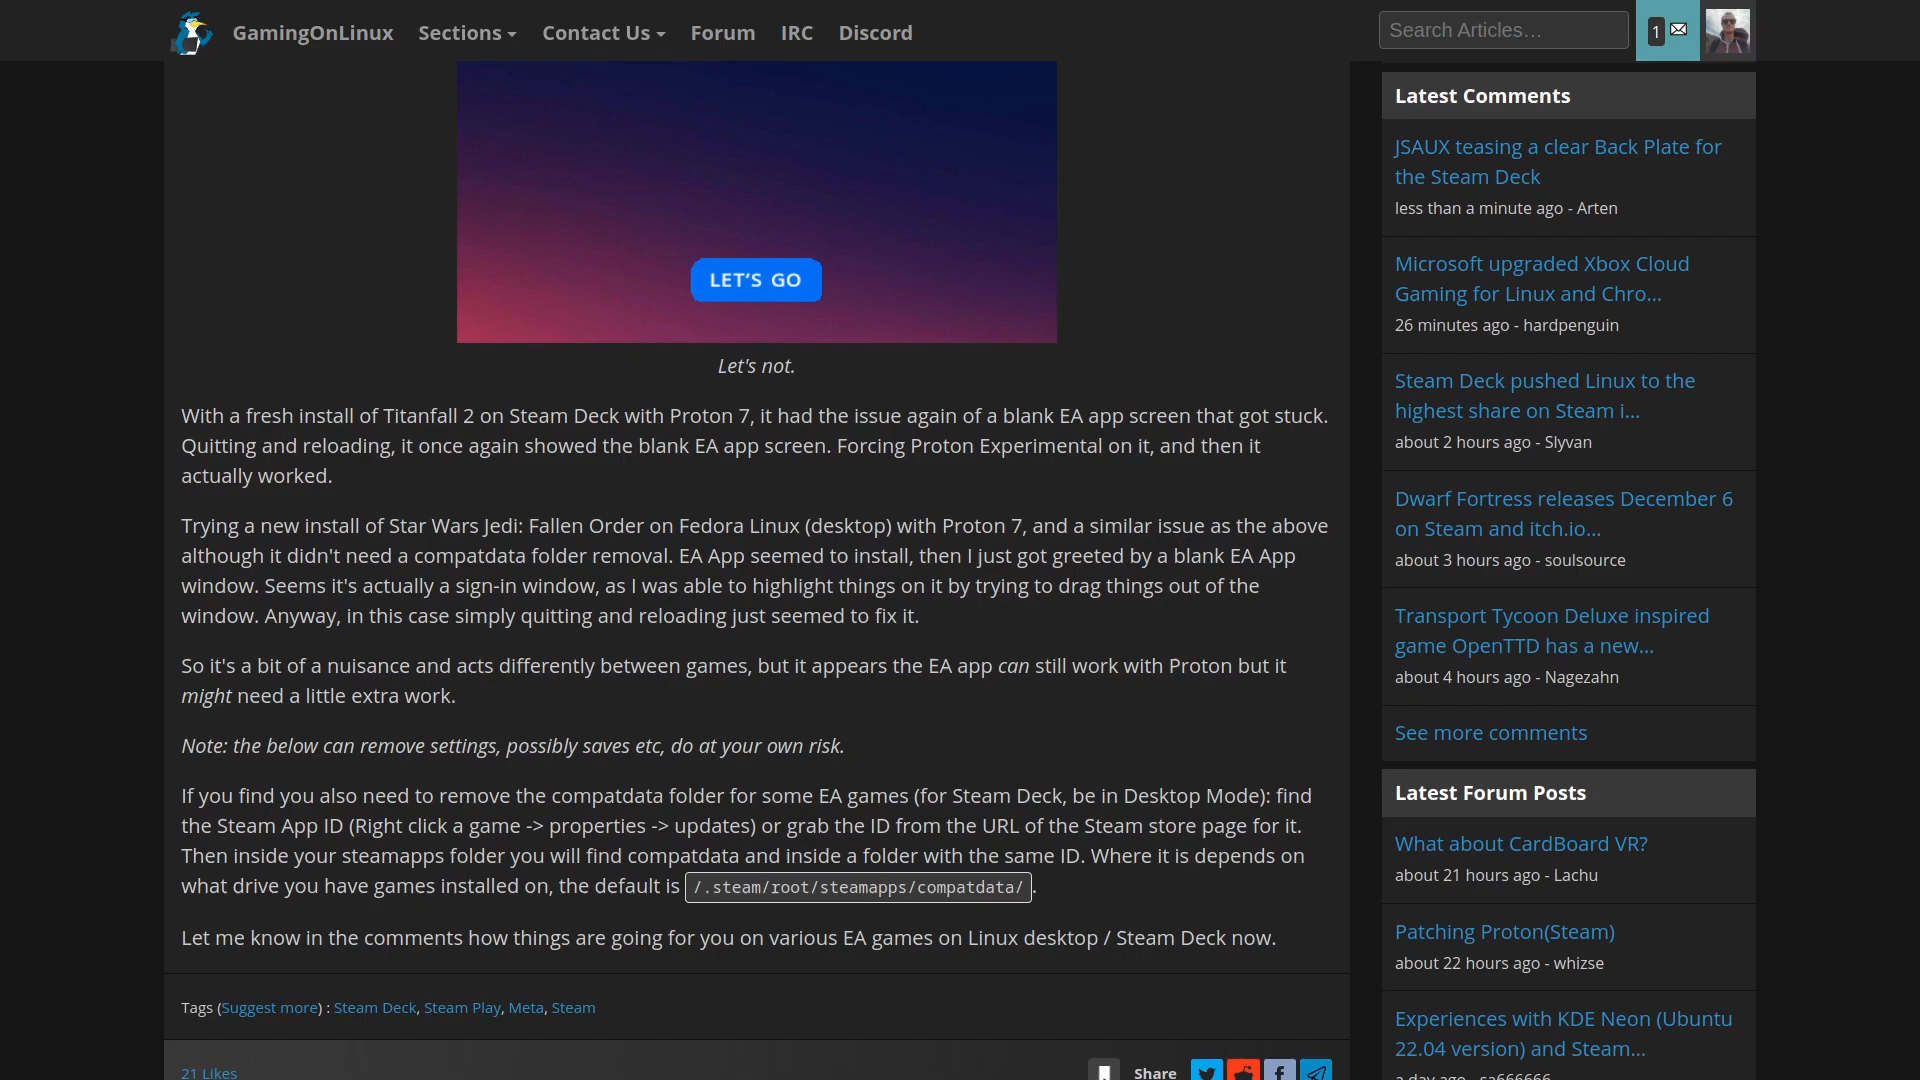 GamingOnLinux Sections Contact Us Forum IRC Discord
Search Articles…
1
LET'S GO
Let's not.
With a fresh install of Titanfall 2 on Steam Deck with Proton 7, it had the issue again of a blank EA app screen that got stuck.
Quitting and reloading, it once again showed the blank EA app screen. Forcing Proton Experimental on it, and then it
actually worked.
Trying a new install of Star Wars Jedi: Fallen Order on Fedora Linux (desktop) with Proton 7, and a similar issue as the above
although it didn't need a compatdata folder removal. EA App seemed to install, then I just got greeted by a blank EA App
window. Seems it's actually a sign-in window, as I was able to highlight things on it by trying to drag things out of the
window. Anyway, in this case simply quitting and reloading just seemed to fix it.
So it's a bit of a nuisance and acts differently between games, but it appears the EA app can still work with Proton but it
might need a little extra work.
Note: the below can remove settings, possibly saves etc, do at your own risk.
If you find you also need to remove the compatdata folder for some EA games (for Steam Deck, be in Desktop Mode): find
the Steam App ID (Right click a game -> properties -> updates) or grab the ID from the URL of the Steam store page for it.
Then inside your steamapps folder you will find compatdata and inside a folder with the same ID. Where it is depends on
what drive you have games installed on, the default is /.steam/root/steamapps/compatdata/.
Let me know in the comments how things are going for you on various EA games on Linux desktop / Steam Deck now.
Tags (Suggest more) : Steam Deck, Steam Play, Meta, Steam
21 Likes
Share
Latest Comments
JSAUX teasing a clear Back Plate for
the Steam Deck
less than a minute ago - Arten
Microsoft upgraded Xbox Cloud
Gaming for Linux and Chro…
26 minutes ago - hardpenguin
Steam Deck pushed Linux to the
highest share on Steam i…
about 2 hours ago - Slyvan
Dwarf Fortress releases December 6
on Steam and itch.io…
about 3 hours ago - soulsource
Transport Tycoon Deluxe inspired
game OpenTTD has a new…
about 4 hours ago - Nagezahn
See more comments
Latest Forum Posts
What about CardBoard VR?
about 21 hours ago - Lachu
Patching Proton(Steam)
about 22 hours ago - whizse
Experiences with KDE Neon (Ubuntu
22.04 version) and Steam…
a day ago - sa666666